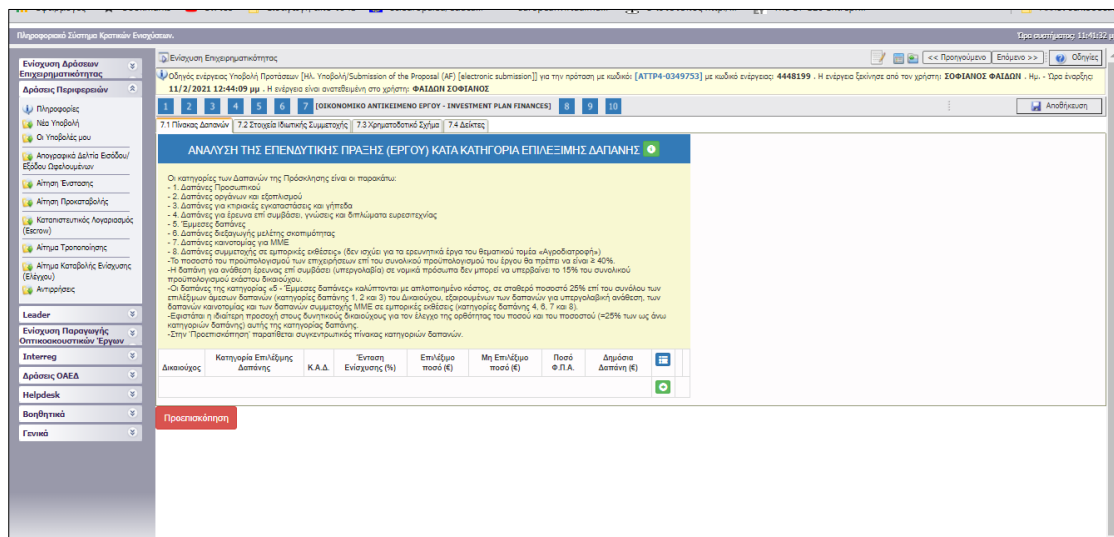 Πληροφοριακό Σύστημα Κρατικών Ενισχύσεων.
Ώρα συστήματος: 11:41:32 μμ
Ενίσχυση Δράσεων
Επιχειρηματικότητας
Δράσεις Περιφερειών
Πληροφορίες
Νέα Υποβολή
Οι Υποβολές μου
Απογραφικά Δελτία Εισόδου/
Εξόδου Ωφελουμένων
Αίτηση Ένστασης
Αίτηση Προκαταβολής
Καταπιστευτικός Λογαριασμός
(Escrow)
Αίτημα Τροποποίησης
Αίτημα Καταβολής Ενίσχυσης
(Ελέγχου)
Αντιρρήσεις
Leader
Ενίσχυση Παραγωγής
Οπτικοακουστικών Έργων
Interreg
Δράσεις ΟΑΕΔ
Helpdesk
Βοηθητικά
Γενικά
Ενίσχυση Επιχειρηματικότητας
<< Προηγούμενο
Επόμενο >>
Οδηγίες
Οδηγός ενέργειας Υποβολή Προτάσεων [Ηλ. Υποβολή/Submission of the Proposal (AF) [electronic submission]] για την πρόταση με κωδικό: [ΑΤΤΡ4-0349753] με κωδικό ενέργειας: 4448199 . Η ενέργεια ξεκίνησε από τον χρήστη: ΣΟΦΙΑΝΟΣ ΦΑΙΔΩΝ . Ημ. - Ώρα έναρξης:
11/2/2021 12:44:09 μμ . Η ενέργεια είναι ανατεθειμένη στο χρήστη: ΦΑΙΔΩΝ ΣΟΦΙΑΝΟΣ
1 2 3 4 5 6 7 [ΟΙΚΟΝΟΜΙΚΟ ΑΝΤΙΚΕΙΜΕΝΟ ΕΡΓΟΥ - INVESTMENT PLAN FINANCES] 8 9 10
Αποθήκευση
7.1 Πίνακας Δαπανών 7.2 Στοιχεία Ιδιωτικής Συμμετοχής 7.3 Χρηματοδοτικό Σχήμα 7.4 Δείκτες
ΑΝΑΛΥΣΗ ΤΗΣ ΕΠΕΝΔΥΤΙΚΗΣ ΠΡΑΞΗΣ (ΕΡΓΟΥ) ΚΑΤΑ ΚΑΤΗΓΟΡΙΑ ΕΠΙΛΕΞΙΜΗΣ ΔΑΠΑΝΗΣ
Οι κατηγορίες των Δαπανών της Πρόσκλησης είναι οι παρακάτω:
- 1. Δαπάνες Προσωπικού
- 2. Δαπάνες οργάνων και εξοπλισμού
- 3. Δαπάνες για κτιριακές εγκαταστάσεις και γήπεδα
- 4. Δαπάνες για έρευνα επί συμβάσει, γνώσεις και διπλώματα ευρεσιτεχνίας
- 5. Έμμεσες δαπάνες
- 6. Δαπάνες διεξαγωγής μελέτης σκοπιμότητας
- 7. Δαπάνες καινοτομίας για ΜΜΕ
- 8. Δαπάνες συμμετοχής σε εμπορικές εκθέσεις» (δεν ισχύει για τα ερευνητικά έργα του θεματικού τομέα «Αγροδιατροφή»)
-Το ποσοστό του προϋπολογισμού των επιχειρήσεων επί του συνολικού προϋπολογισμού του έργου θα πρέπει να είναι ≥ 40%.
-Η δαπάνη για ανάθεση έρευνας επί συμβάσει (υπεργολαβία) σε νομικά πρόσωπα δεν μπορεί να υπερβαίνει το 15% του συνολικού
προϋπολογισμού εκάστου δικαιούχου.
-Οι δαπάνες της κατηγορίας «5 - Έμμεσες δαπάνες» καλύπτονται με απλοποιημένο κόστος, σε σταθερό ποσοστό 25% επί του συνόλου των
επιλέξιμων άμεσων δαπανών (κατηγορίες δαπάνης 1, 2 και 3) του Δικαιούχου, εξαιρουμένων των δαπανών για υπεργολαβική ανάθεση, των
δαπανών καινοτομίας και των δαπανών συμμετοχής ΜΜΕ σε εμπορικές εκθέσεις (κατηγορίες δαπάνης 4, 6, 7 και 8).
-Εφιστάται η ιδιαίτερη προσοχή στους δυνητικούς δικαιούχους για τον έλεγχο της ορθότητας του ποσού και του ποσοστού (=25% των ως άνω
κατηγοριών δαπάνης) αυτής της κατηγορίας δαπάνης.
-Στην 'Προεπισκόπηση' παρατίθεται συγκεντρωτικός πίνακας κατηγοριών δαπανών.
Δικαιούχος Κατηγορία Επιλέξιμης Δαπάνης Κ.Α.Δ. Ένταση Ενίσχυσης (%) Επιλέξιμο ποσό (€) Μη Επιλέξιμο ποσό (€) Ποσό Φ.Π.Α. Δημόσια Δαπάνη (€)
Προεπισκόπηση